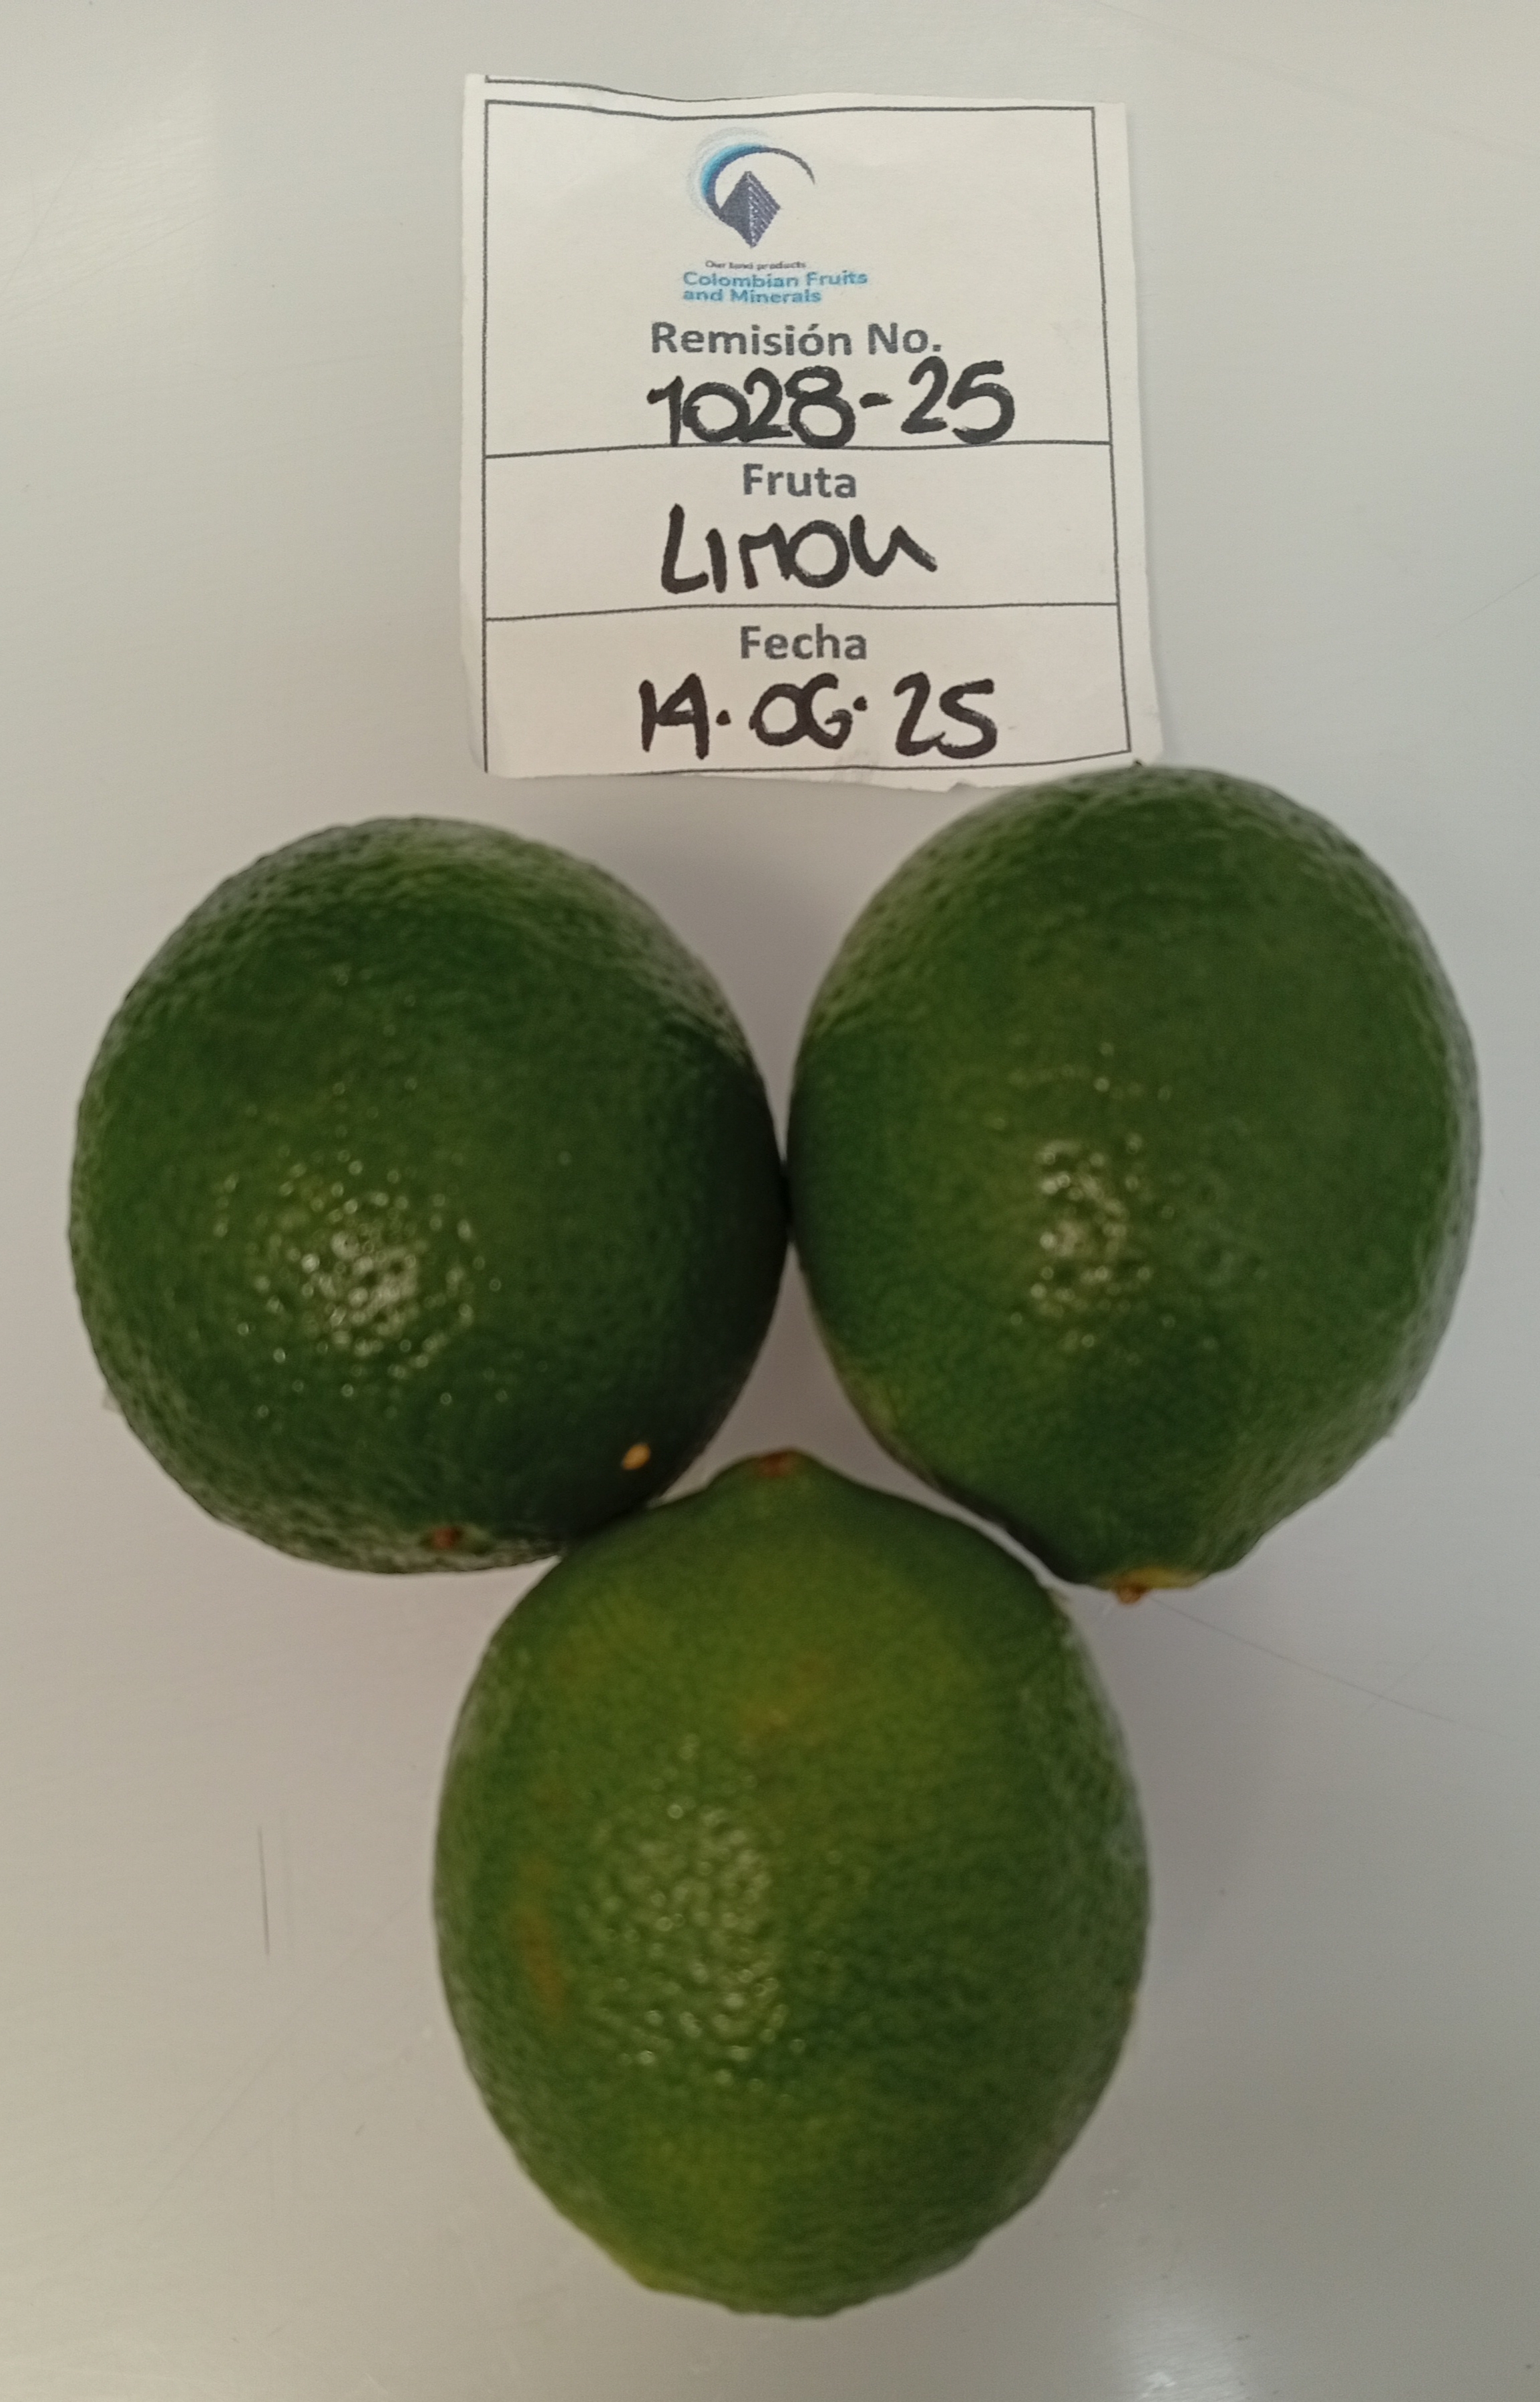 Our land products
Colombian Fruits
and Minerals
Remisión No.
1028-25
Fruta
LIMON
Fecha
14.06.25